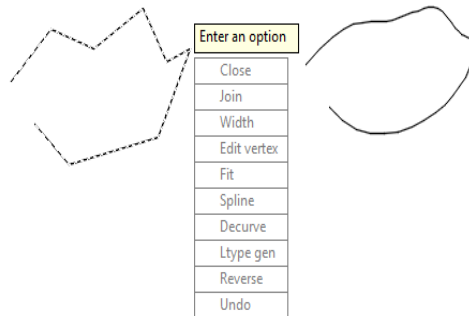 Enter an option
Close
Join
Width
Edit vertex
Fit
Spline
Decurve
Ltype gen
Reverse
Undo